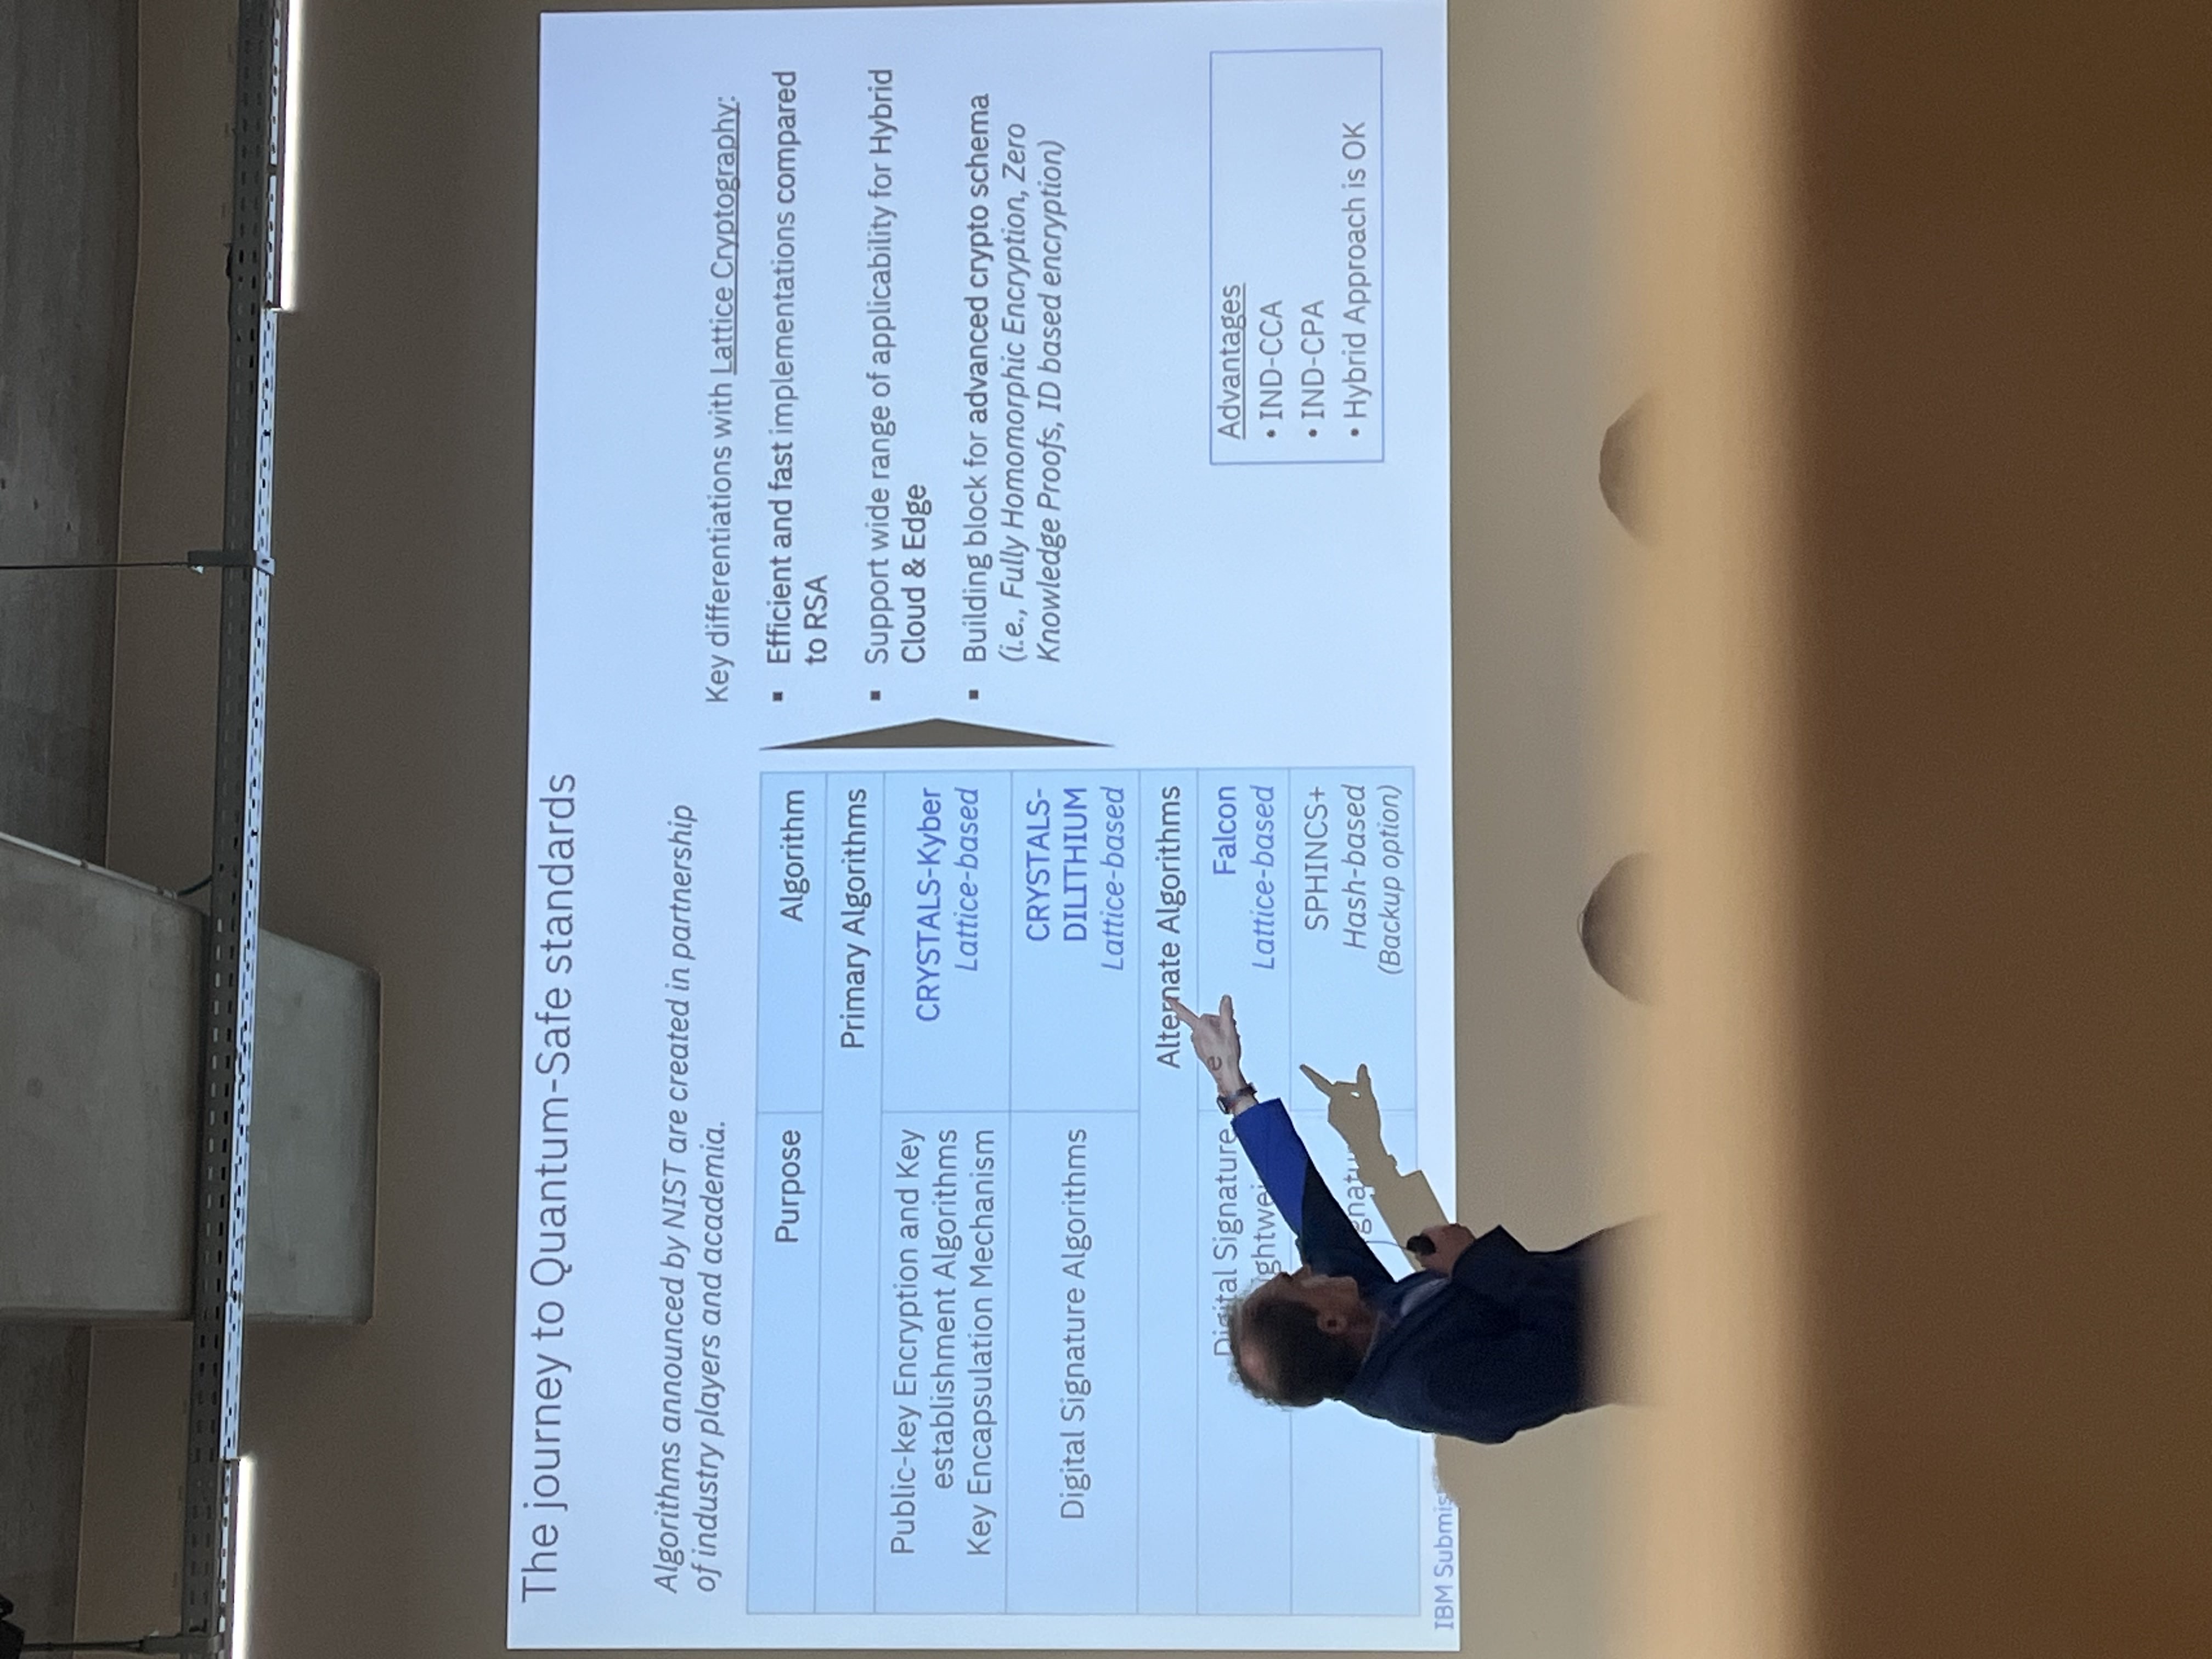 The journey to Quantum-Safe standards
Algorithms announced by NIST are created in partnership
of industry players and academia.
Purpose
Algorithm
Primary Algorithms
Public-key Encryption and Key
establishment Algorithms
Key Encapsulation Mechanism
CRYSTALS-Kyber
Lattice-based
Digital Signature Algorithms
CRYSTALS-
DILITHIUM
Lattice-based
Alternate Algorithms
Digital Signature
Falcon
Lattice-based
SPHINCS+
Hash-based
(Backup option)
IBM
Key differentiations with Lattice Cryptography:
▪ Efficient and fast implementations compared
to RSA
▪ Support wide range of applicability for Hybrid
Cloud & Edge
▪ Building block for advanced crypto schema
(i.e., Fully Homomorphic Encryption, Zero
Knowledge Proofs, ID based encryption)
Advantages
• IND-CCA
• IND-CPA
• Hybrid Approach is OK